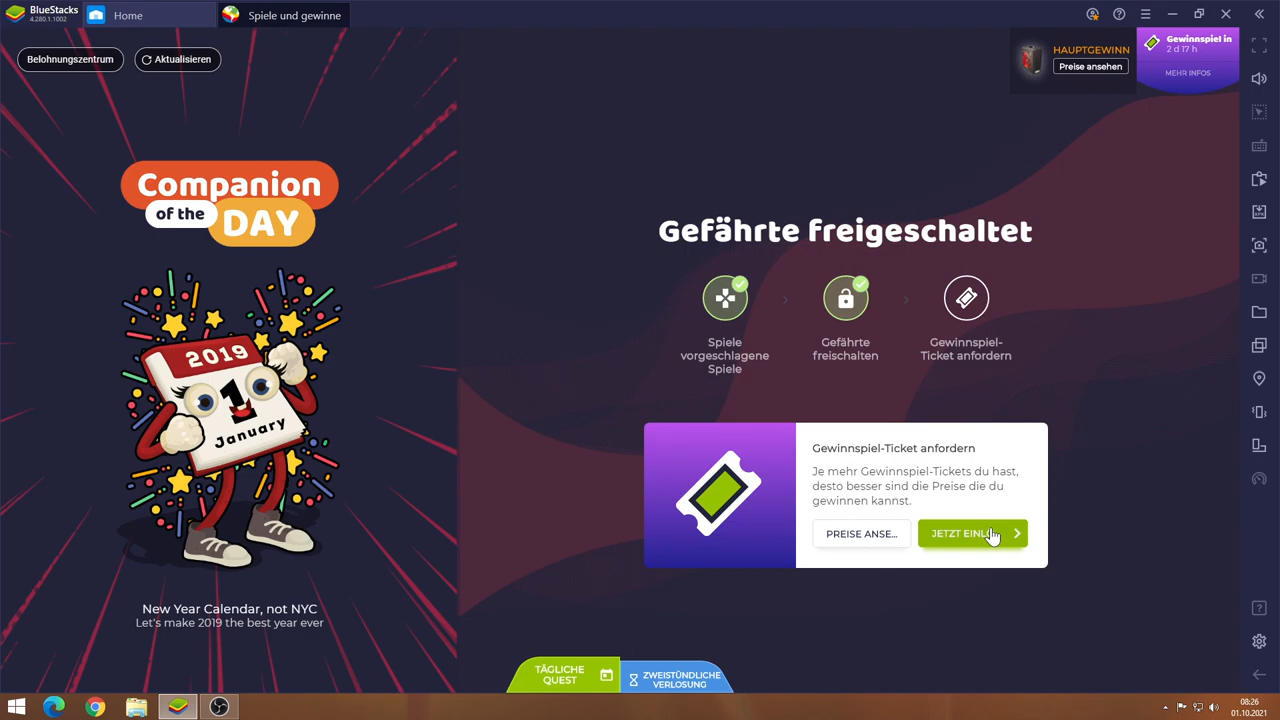 BlueStacks
4.280.1.1002
Home
Spiele und gewinne
Belohnungszentrum
Aktualisieren
HAUPTGEWINN
Preise ansehen
Gewinnspiel in
2 d 17 h
MEHR INFOS
Companion
of the
DAY
2019
1
January
New Year Calendar, not NYC
Let's make 2019 the best year ever
Gefährte freigeschaltet
Spiele
vorgeschlagene
Spiele
Gefährte
freischalten
Gewinnspiel-
Ticket anfordern
Gewinnspiel-Ticket anfordern
Je mehr Gewinnspiel-Tickets du hast,
desto besser sind die Preise die du
gewinnen kannst.
PREISE ANSE...
JETZT
TÄGLICHE
QUEST
ZWEISTÜNDLICHE
VERLOSUNG
08:26
01.10.2021